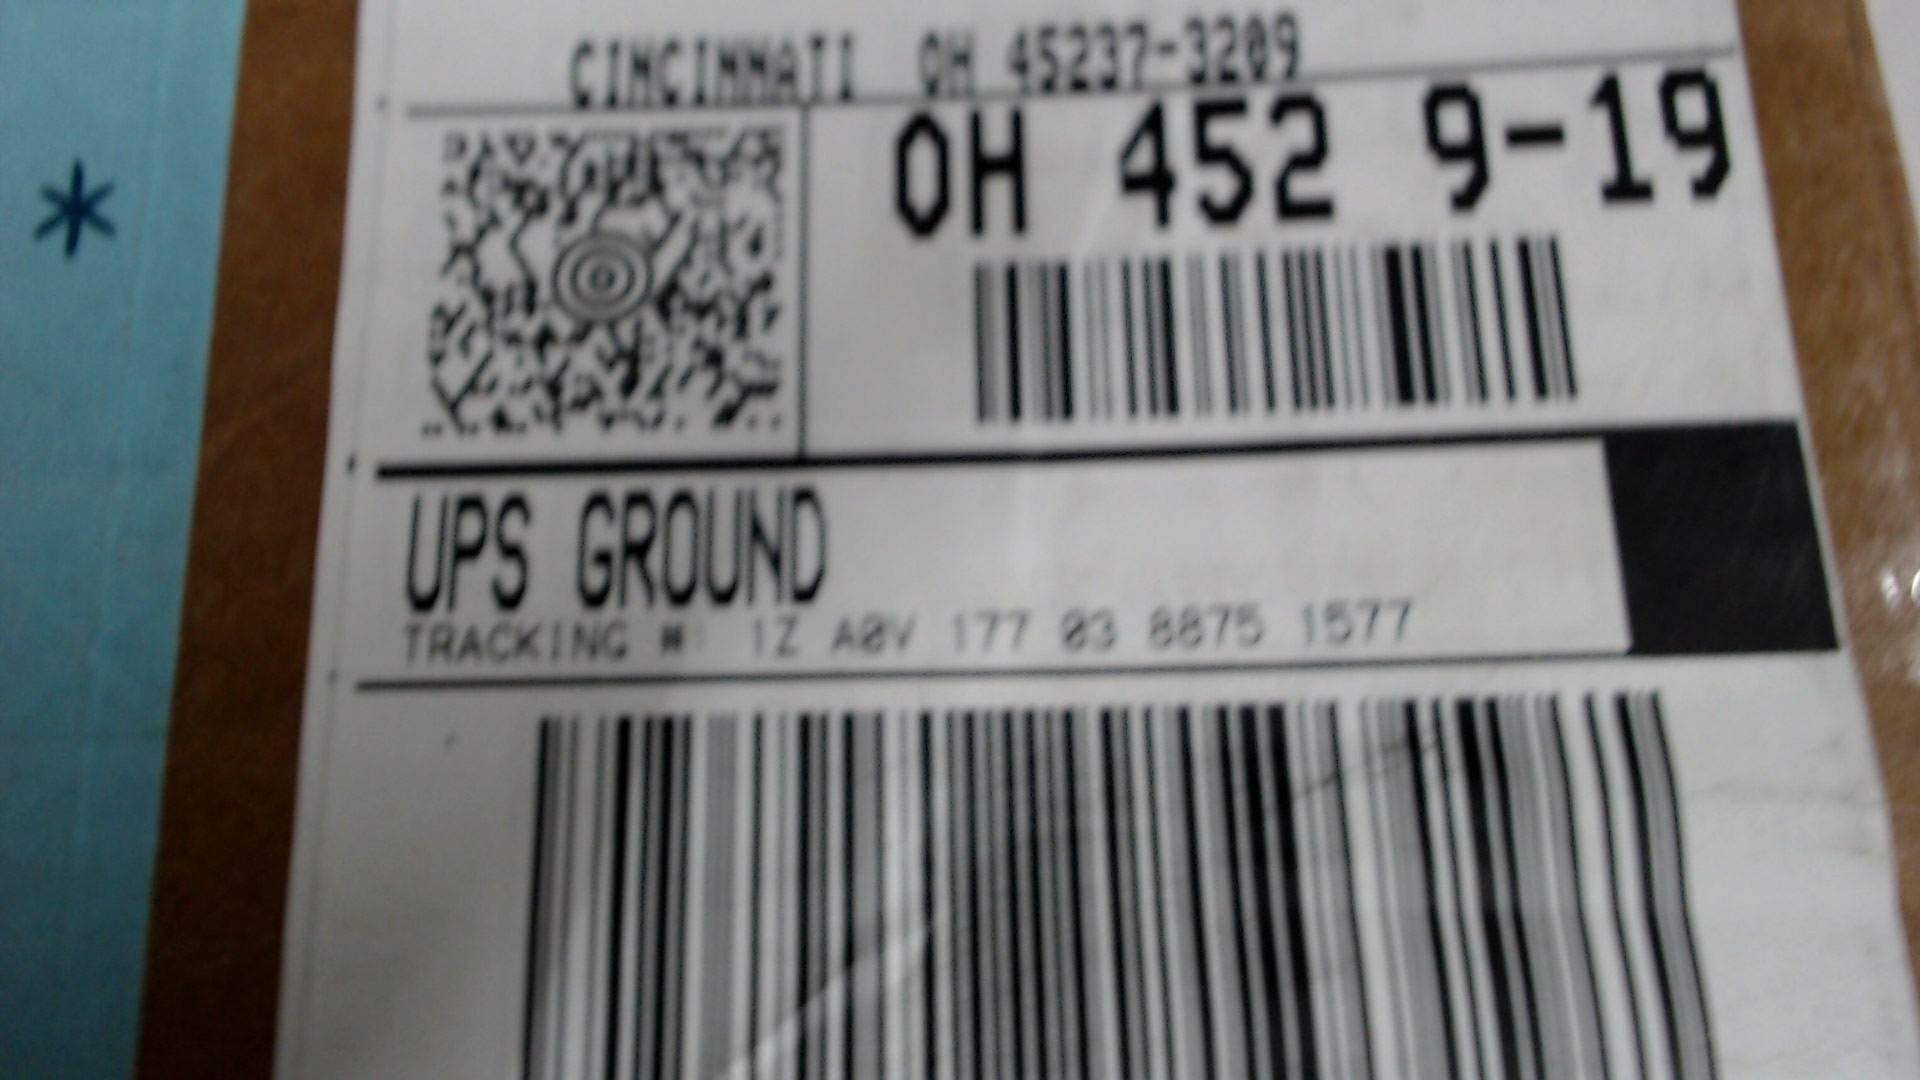 CINCINNATI OH 45237-3209
OH 452 9-19
UPS GROUND
TRACKING #: 1Z A0V 177 03 8875 1577
*